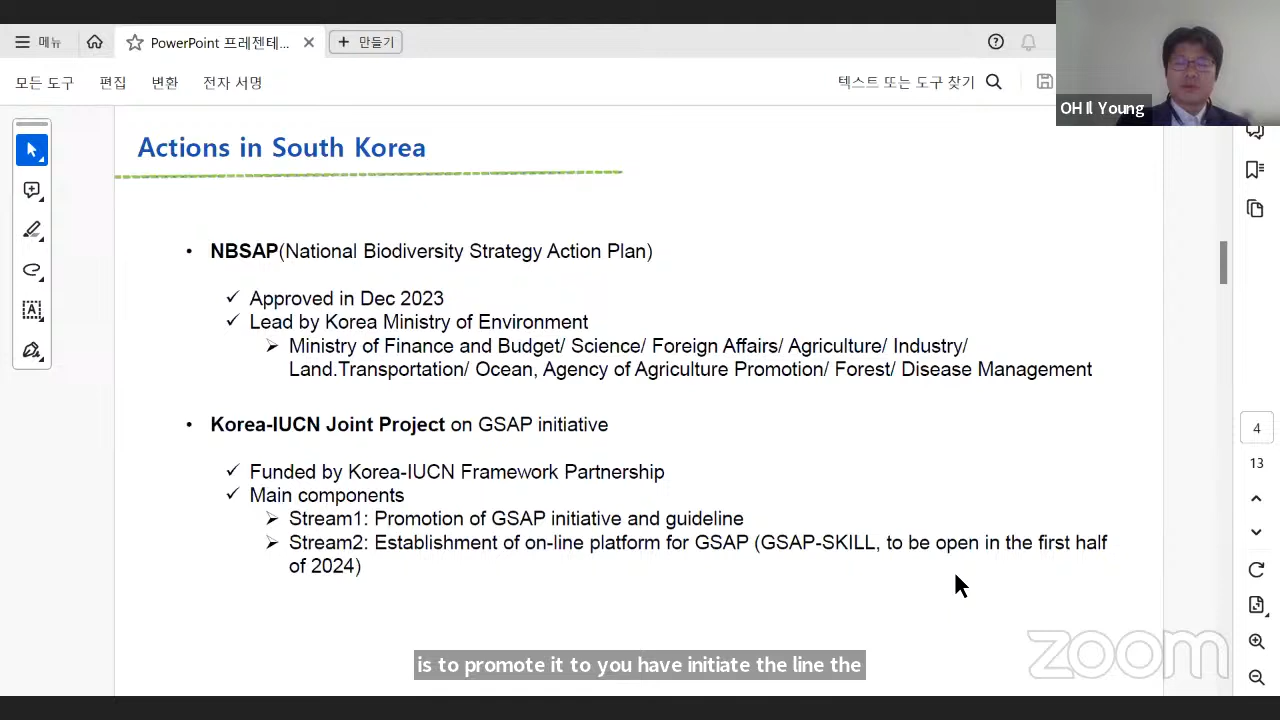 메뉴
PowerPoint 프레젠테...
만들기
모든 도구 편집 변환 전자 서명
텍스트 또는 도구 찾기
OH Il Young
Actions in South Korea
• NBSAP(National Biodiversity Strategy Action Plan)
✓ Approved in Dec 2023
✓ Lead by Korea Ministry of Environment
➢ Ministry of Finance and Budget/ Science/ Foreign Affairs/ Agriculture/ Industry/
Land.Transportation/ Ocean, Agency of Agriculture Promotion/ Forest/ Disease Management
• Korea-IUCN Joint Project on GSAP initiative
✓ Funded by Korea-IUCN Framework Partnership
✓ Main components
➢ Stream1: Promotion of GSAP initiative and guideline
➢ Stream2: Establishment of on-line platform for GSAP (GSAP-SKILL, to be open in the first half
of 2024)
4
13
is to promote it to you have initiate the line the
zoom